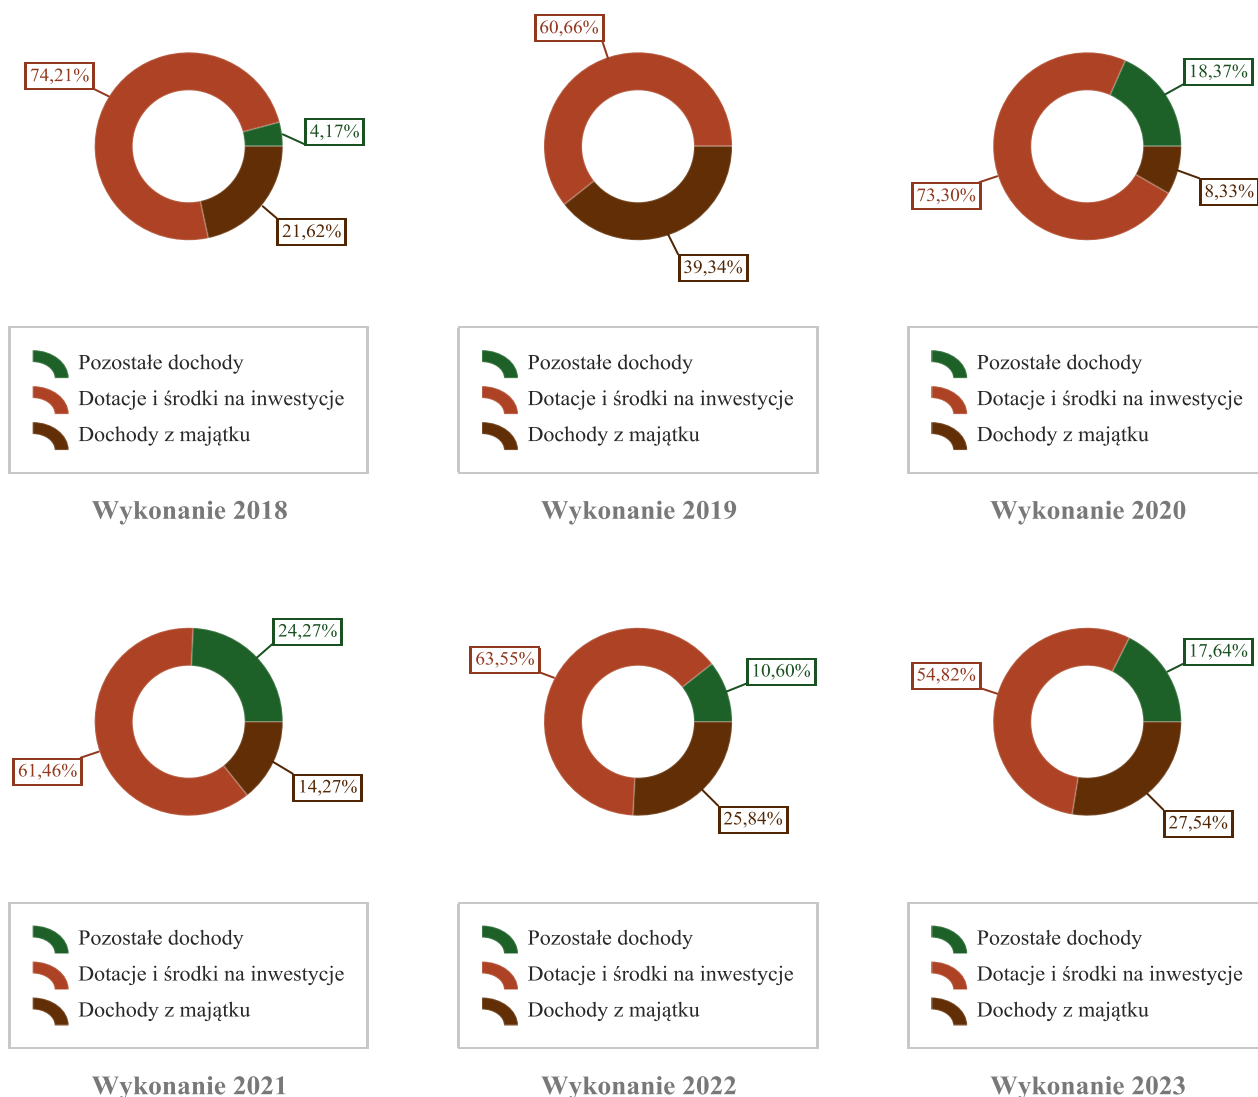 74,21%
4,17%
21,62%
Pozostałe dochody
Dotacje i środki na inwestycje
Dochody z majątku
Wykonanie 2018
60,66%
39,34%
Pozostałe dochody
Dotacje i środki na inwestycje
Dochody z majątku
Wykonanie 2019
18,37%
73,30%
8,33%
Pozostałe dochody
Dotacje i środki na inwestycje
Dochody z majątku
Wykonanie 2020
24,27%
61,46%
14,27%
Pozostałe dochody
Dotacje i środki na inwestycje
Dochody z majątku
Wykonanie 2021
63,55%
10,60%
25,84%
Pozostałe dochody
Dotacje i środki na inwestycje
Dochody z majątku
Wykonanie 2022
17,64%
54,82%
27,54%
Pozostałe dochody
Dotacje i środki na inwestycje
Dochody z majątku
Wykonanie 2023